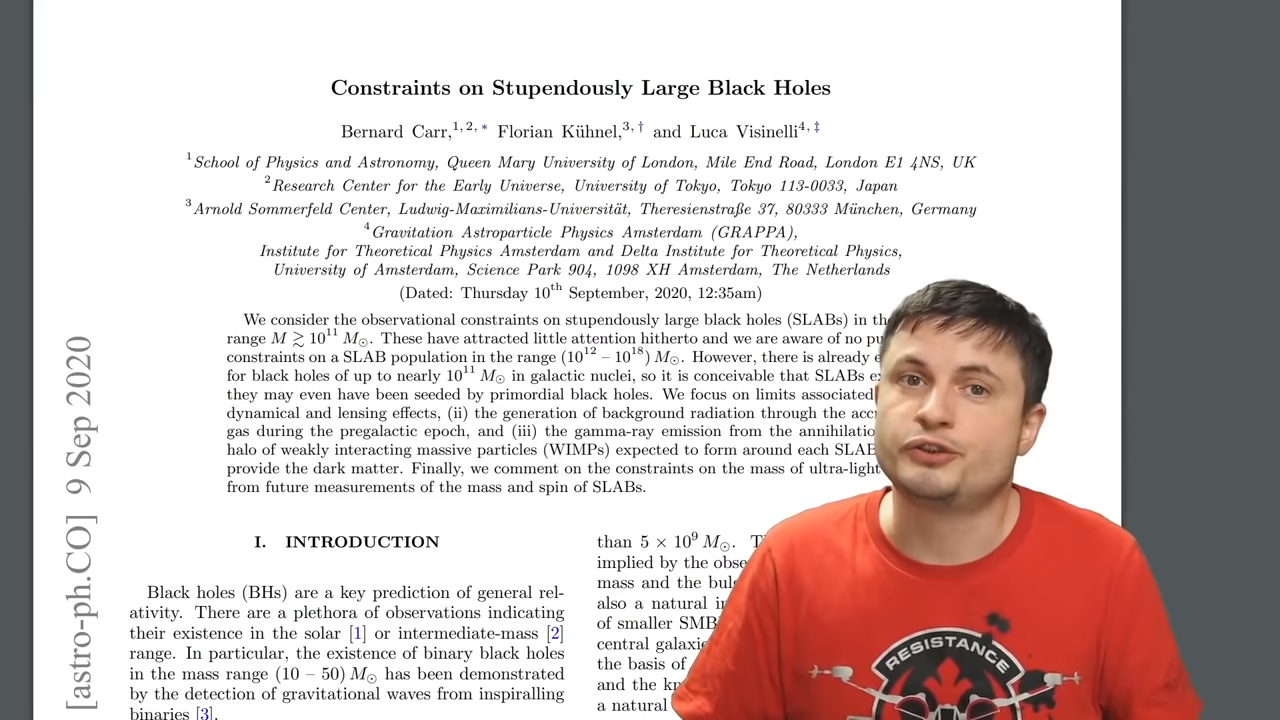 Constraints on Stupendously Large Black Holes
Bernard Carr,1, 2, * Florian Kühnel,3, † and Luca Visinelli4, ‡
1School of Physics and Astronomy, Queen Mary University of London, Mile End Road, London E1 4NS, UK
2Research Center for the Early Universe, University of Tokyo, Tokyo 113-0033, Japan
3Arnold Sommerfeld Center, Ludwig-Maximilians-Universität, Theresienstraße 37, 80333 München, Germany
4Gravitation Astroparticle Physics Amsterdam (GRAPPA),
Institute for Theoretical Physics Amsterdam and Delta Institute for Theoretical Physics,
University of Amsterdam, Science Park 904, 1098 XH Amsterdam, The Netherlands
(Dated: Thursday 10th September, 2020, 12:35am)
We consider the observational constraints on stupendously large black holes (SLABs) in the
range M ≳ 10^11 M⊙. These have attracted little attention hitherto and we are aware of no
constraints on a SLAB population in the range (10^12 – 10^18) M⊙. However, there is already
for black holes of up to nearly 10^11 M⊙ in galactic nuclei, so it is conceivable that SLABs
they may even have been seeded by primordial black holes. We focus on limits associated
dynamical and lensing effects, (ii) the generation of background radiation through the
gas during the pregalactic epoch, and (iii) the gamma-ray emission from the
halo of weakly interacting massive particles (WIMPs) expected to form around each
provide the dark matter. Finally, we comment on the constraints on the mass of ultra-light
from future measurements of the mass and spin of SLABs.
I. INTRODUCTION
Black holes (BHs) are a key prediction of general rel-
ativity. There are a plethora of observations indicating
their existence in the solar [1] or intermediate-mass [2]
range. In particular, the existence of binary black holes
in the mass range (10 – 50) M⊙ has been demonstrated
by the detection of gravitational waves from inspiralling
binaries [3].
than 5 × 10^9 M⊙.
implied by the
mass and the
also a natural
of smaller
central
the basis of
and the
a natural
[astro-ph.CO] 9 Sep 2020
RESISTANCE